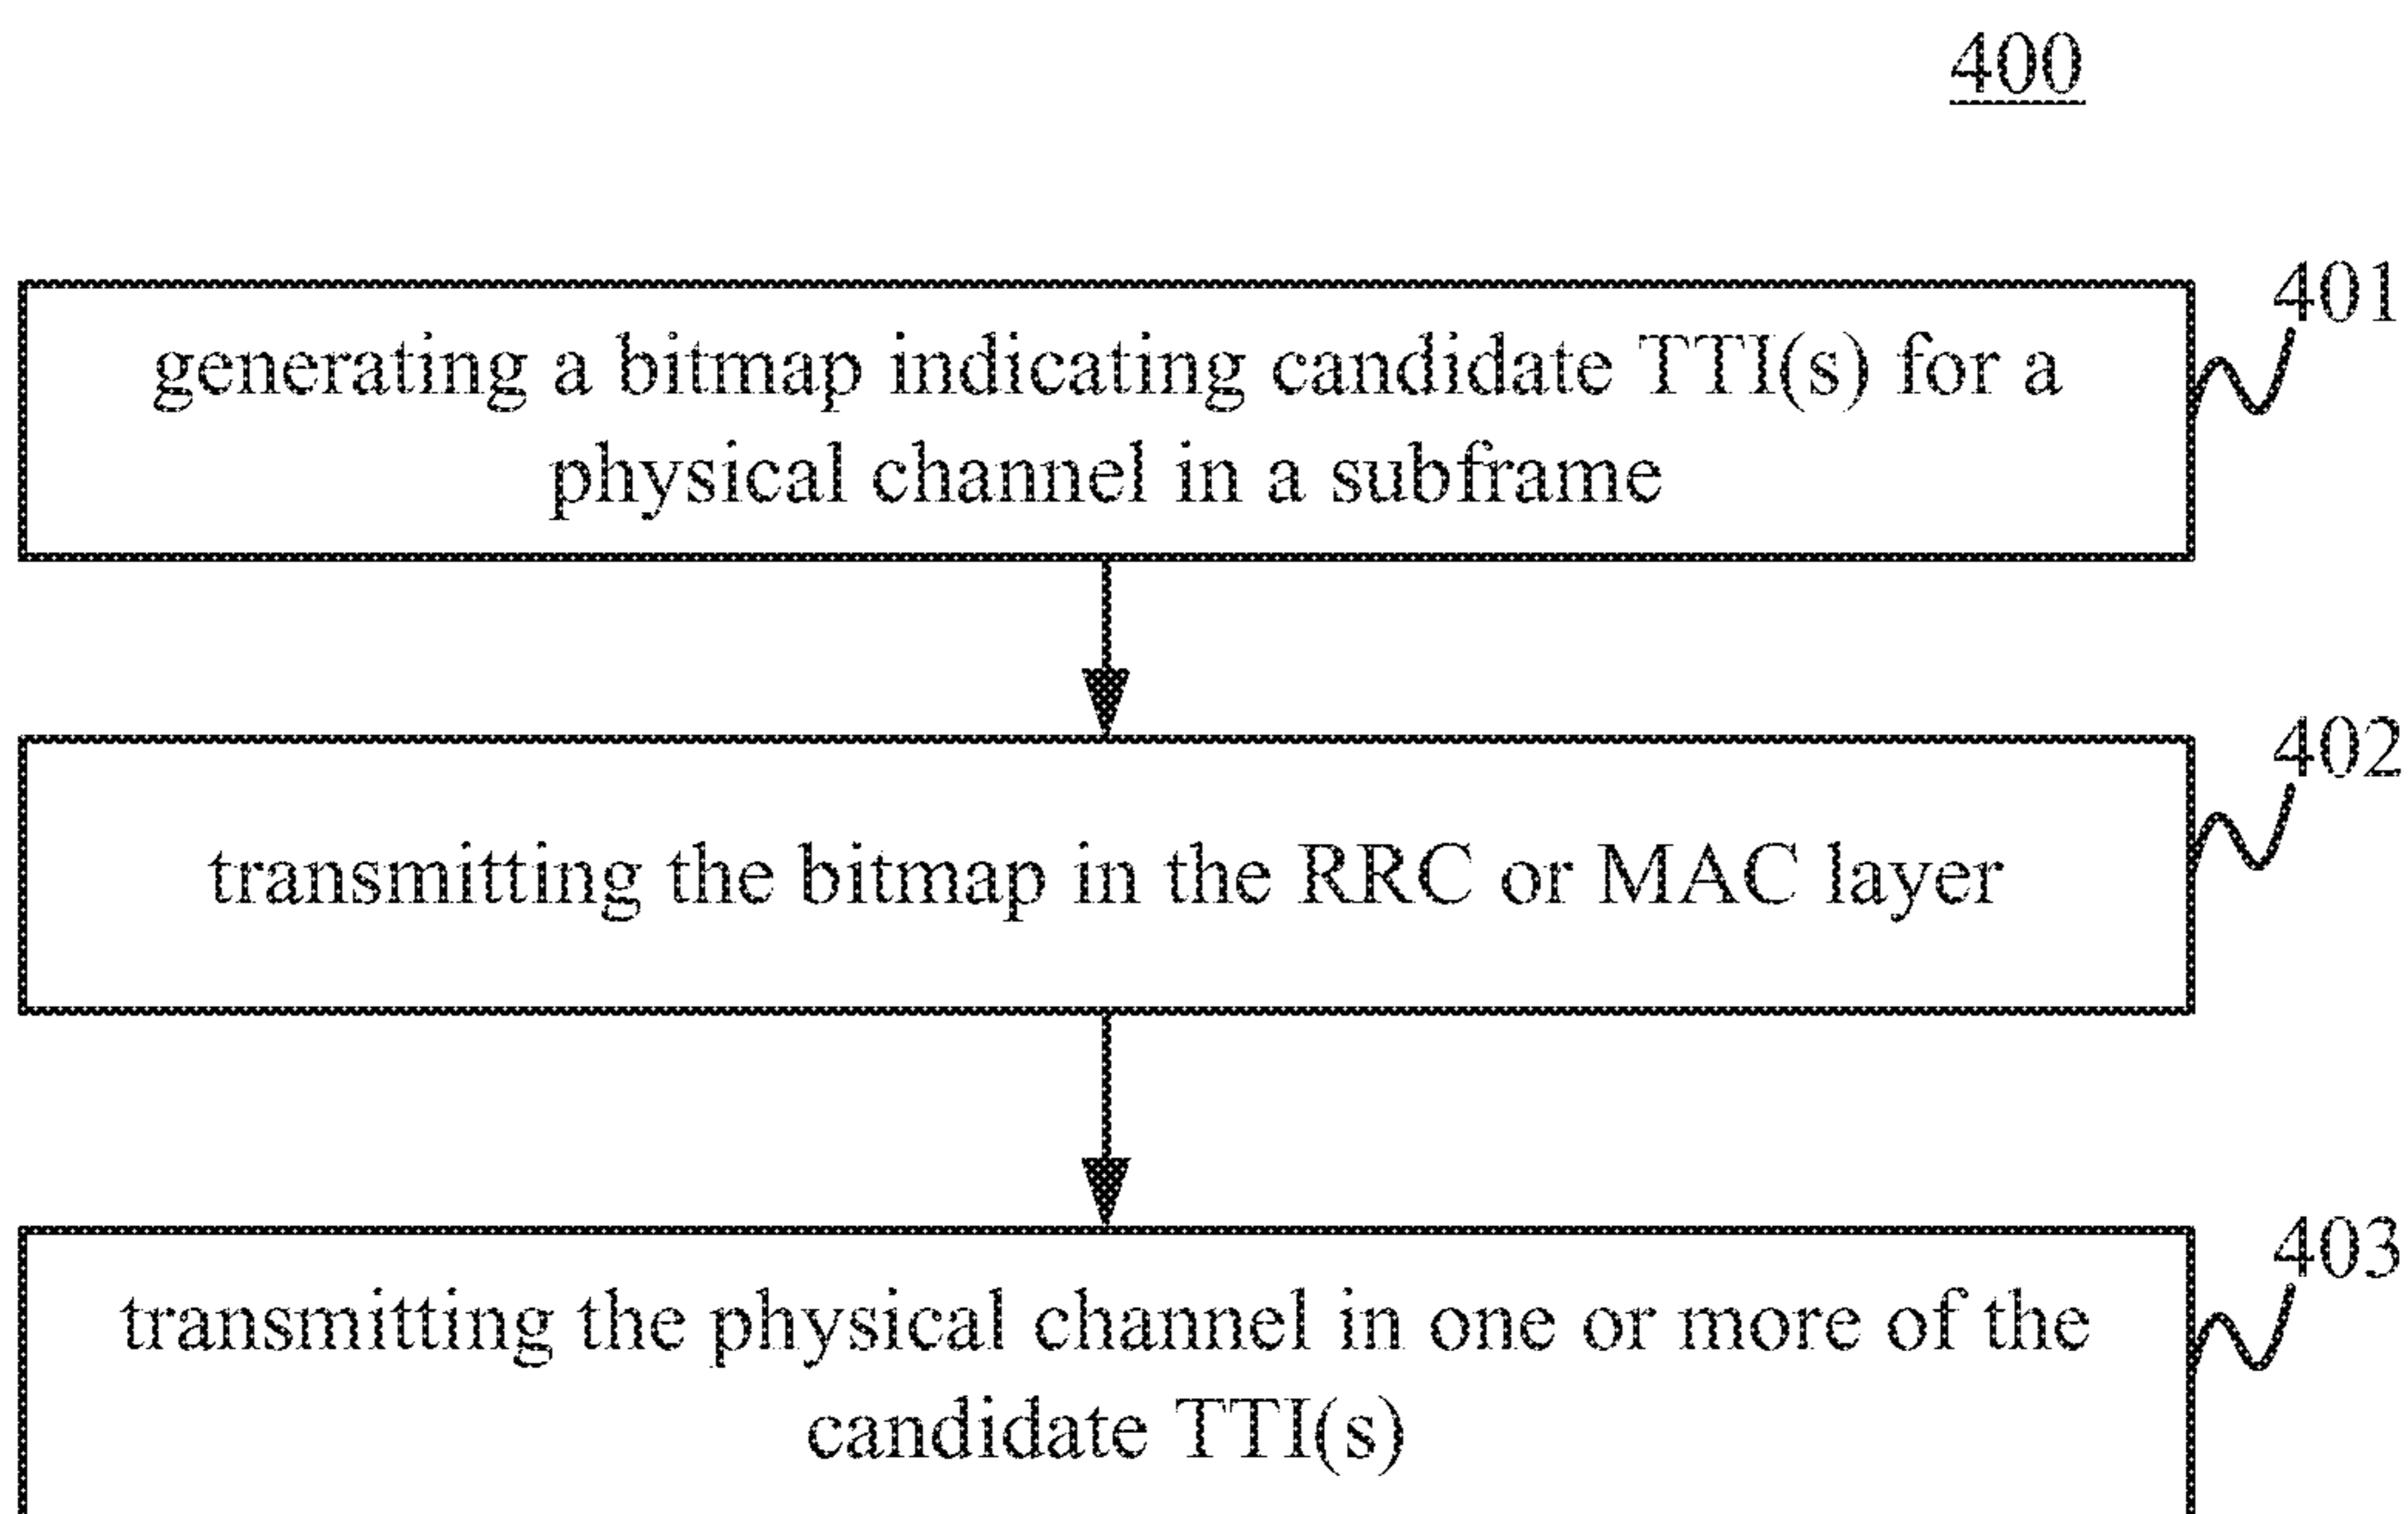 400
401
generating a bitmap indicating candidate TTI(s) for a
physical channel in a subframe
402
transmitting the bitmap in the RRC or MAC layer
403
transmitting the physical channel in one or more of the
candidate TTI(s)